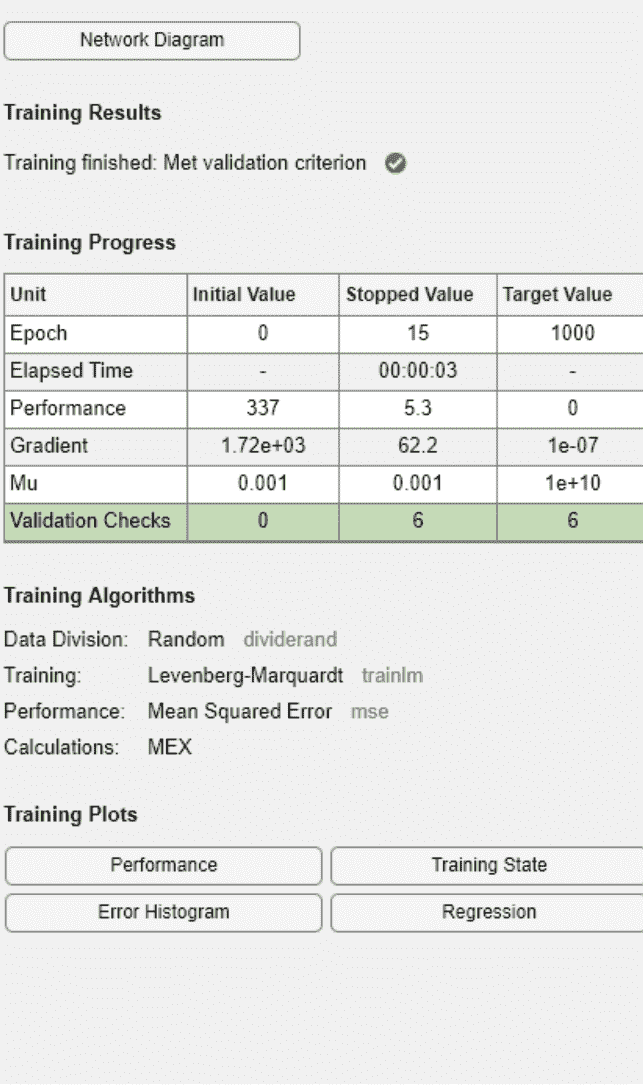 Network Diagram
Training Results
Training finished: Met validation criterion
Training Progress
Unit Initial Value Stopped Value Target Value
Epoch 0 15 1000
Elapsed Time - 00:00:03 -
Performance 337 5.3 0
Gradient 1.72e+03 62.2 1e-07
Mu 0.001 0.001 1e+10
Validation Checks 0 6 6
Training Algorithms
Data Division: Random dividerand
Training: Levenberg-Marquardt trainlm
Performance: Mean Squared Error mse
Calculations: MEX
Training Plots
Performance Training State
Error Histogram Regression